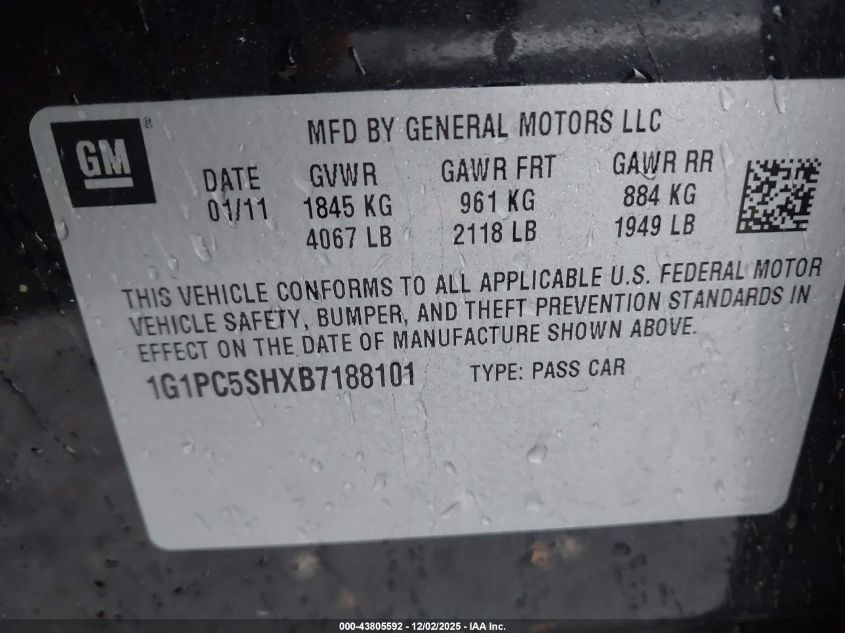 GM®
MFD BY GENERAL MOTORS LLC
DATE GVWR GAWR FRT GAWR RR
01/11 1845 KG 961 KG 884 KG
4067 LB 2118 LB 1949 LB
THIS VEHICLE CONFORMS TO ALL APPLICABLE U.S. FEDERAL MOTOR
VEHICLE SAFETY, BUMPER, AND THEFT PREVENTION STANDARDS IN
EFFECT ON THE DATE OF MANUFACTURE SHOWN ABOVE.
1G1PC5SHXB7188101 TYPE: PASS CAR
000-43805592 - 12/02/2025 - IAA Inc.